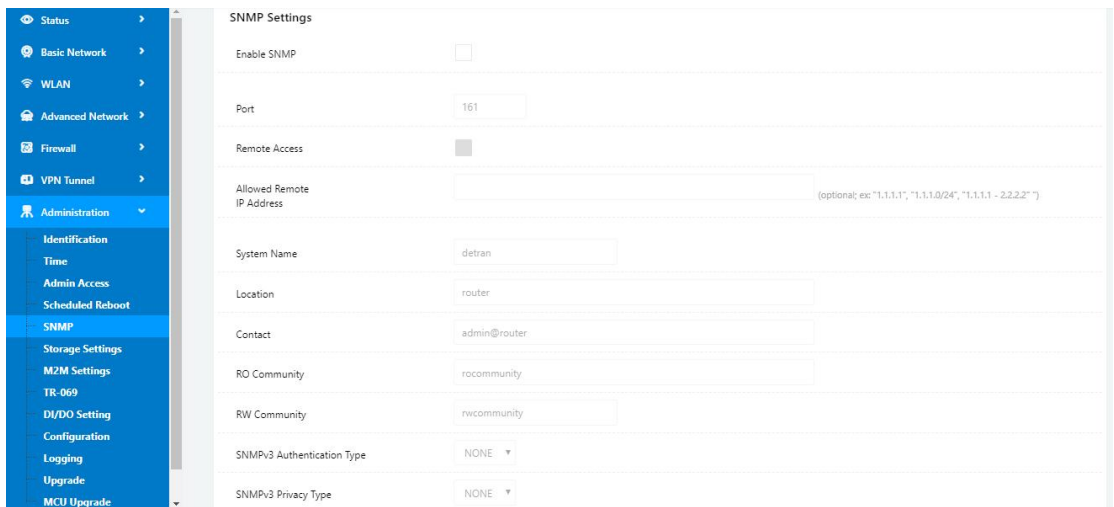 Status
Basic Network
WLAN
Advanced Network
Firewall
VPN Tunnel
Administration
Identification
Time
Admin Access
Scheduled Reboot
SNMP
Storage Settings
M2M Settings
TR-069
DI/DO Setting
Configuration
Logging
Upgrade
MCU Upgrade
SNMP Settings
Enable SNMP
Port 161
Remote Access
Allowed Remote
IP Address
(optional; ex: "1.1.1.1", "1.1.1.0/24", "1.1.1.1 - 2.2.2.2" ")
System Name detran
Location router
Contact admin@router
RO Community rocommunity
RW Community rwcommunity
SNMPv3 Authentication Type NONE
SNMPv3 Privacy Type NONE